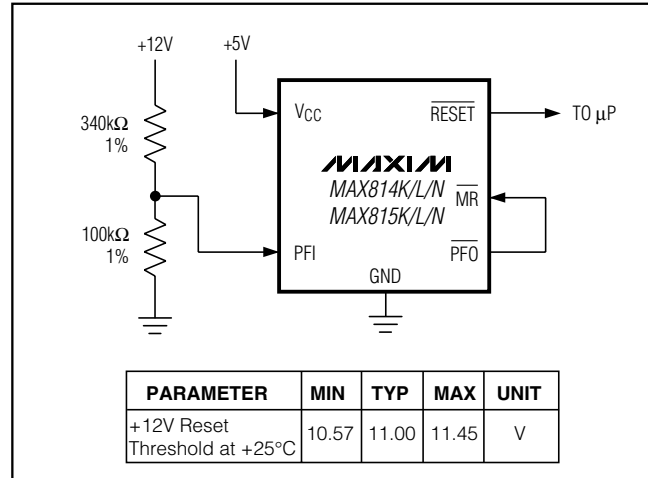 +12V
+5V
340kΩ
1%
100kΩ
1%
VCC
RESET
TO µP
MAXIM
MAX814K/L/N
MAX815K/L/N
MR
PFI
PFO
GND
PARAMETER MIN TYP MAX UNIT
+12V Reset
Threshold at +25°C 10.57 11.00 11.45 V